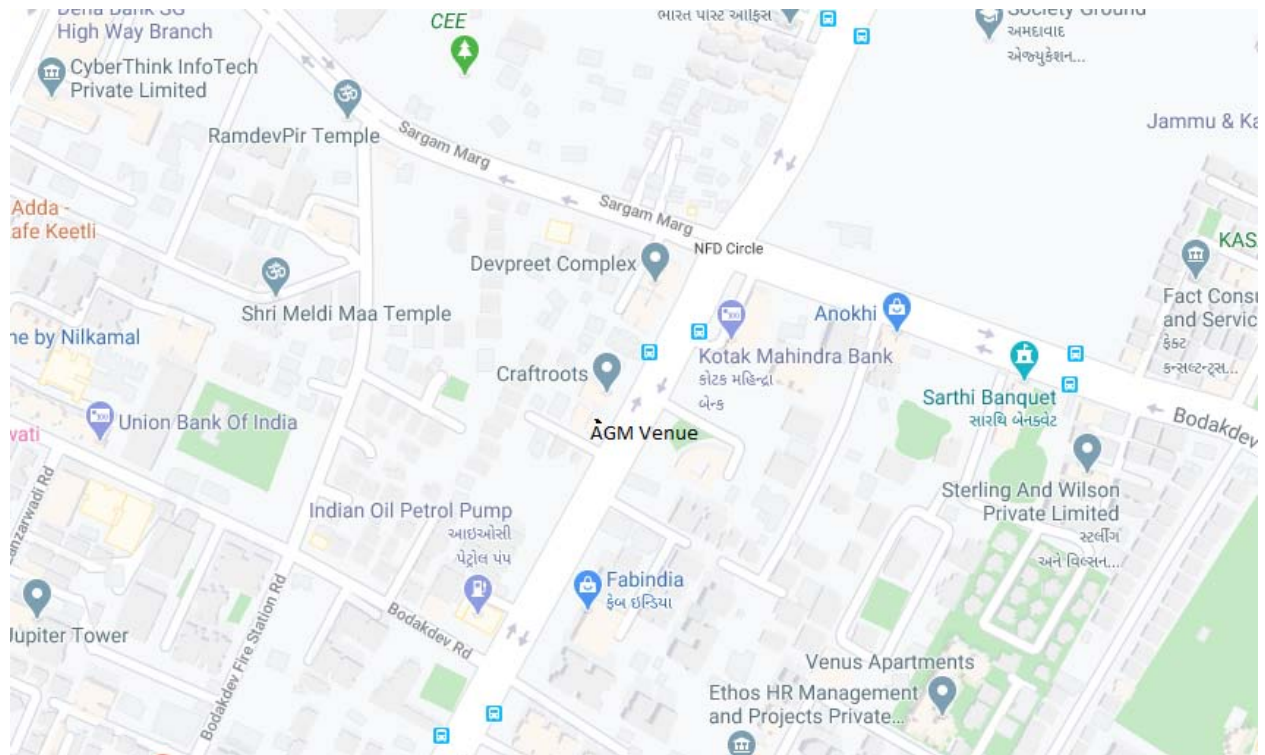 Dena Bank SG
High Way Branch
CEE
ભારત પોસ્ટ ઓફિસ
Society Ground
અમદાવાદ
એજ્યુકેશન...
CyberThink InfoTech
Private Limited
RamdevPir Temple
Jammu & Ka
Sargam Marg
Sargam Marg
Adda -
afe Keetli
NFD Circle
KAS
Devpreet Complex
Shri Meldi Maa Temple
Anokhi
Fact Consu
and Servic
ફેક્ટ
કન્સલ્ટન્ટ્સ...
ne by Nilkamal
Kotak Mahindra Bank
કોટક મહિન્દ્રા
બેન્ક
Craftroots
Sarthi Banquet
સારથિ બેનક્વેટ
Bodakdev
Union Bank Of India
vati
AGM Venue
Sterling And Wilson
Private Limited
સ્ટર્લીંગ
અને વિલ્સન...
Indian Oil Petrol Pump
આઇઓસી
પેટ્રોલ પંપ
anzarwadi Rd
Fabindia
ફેબ ઇન્ડિયા
Jupiter Tower
Bodakdev Rd
Bodakdev Fire Station Rd
Venus Apartments
Ethos HR Management
and Projects Private...